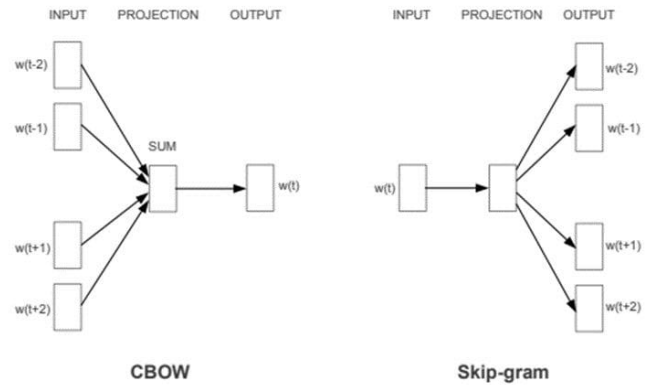 INPUT PROJECTION OUTPUT
w(t-2)
w(t-1)
SUM
w(t)
w(t+1)
w(t+2)
CBOW
INPUT PROJECTION OUTPUT
w(t-2)
w(t-1)
w(t)
w(t+1)
w(t+2)
Skip-gram